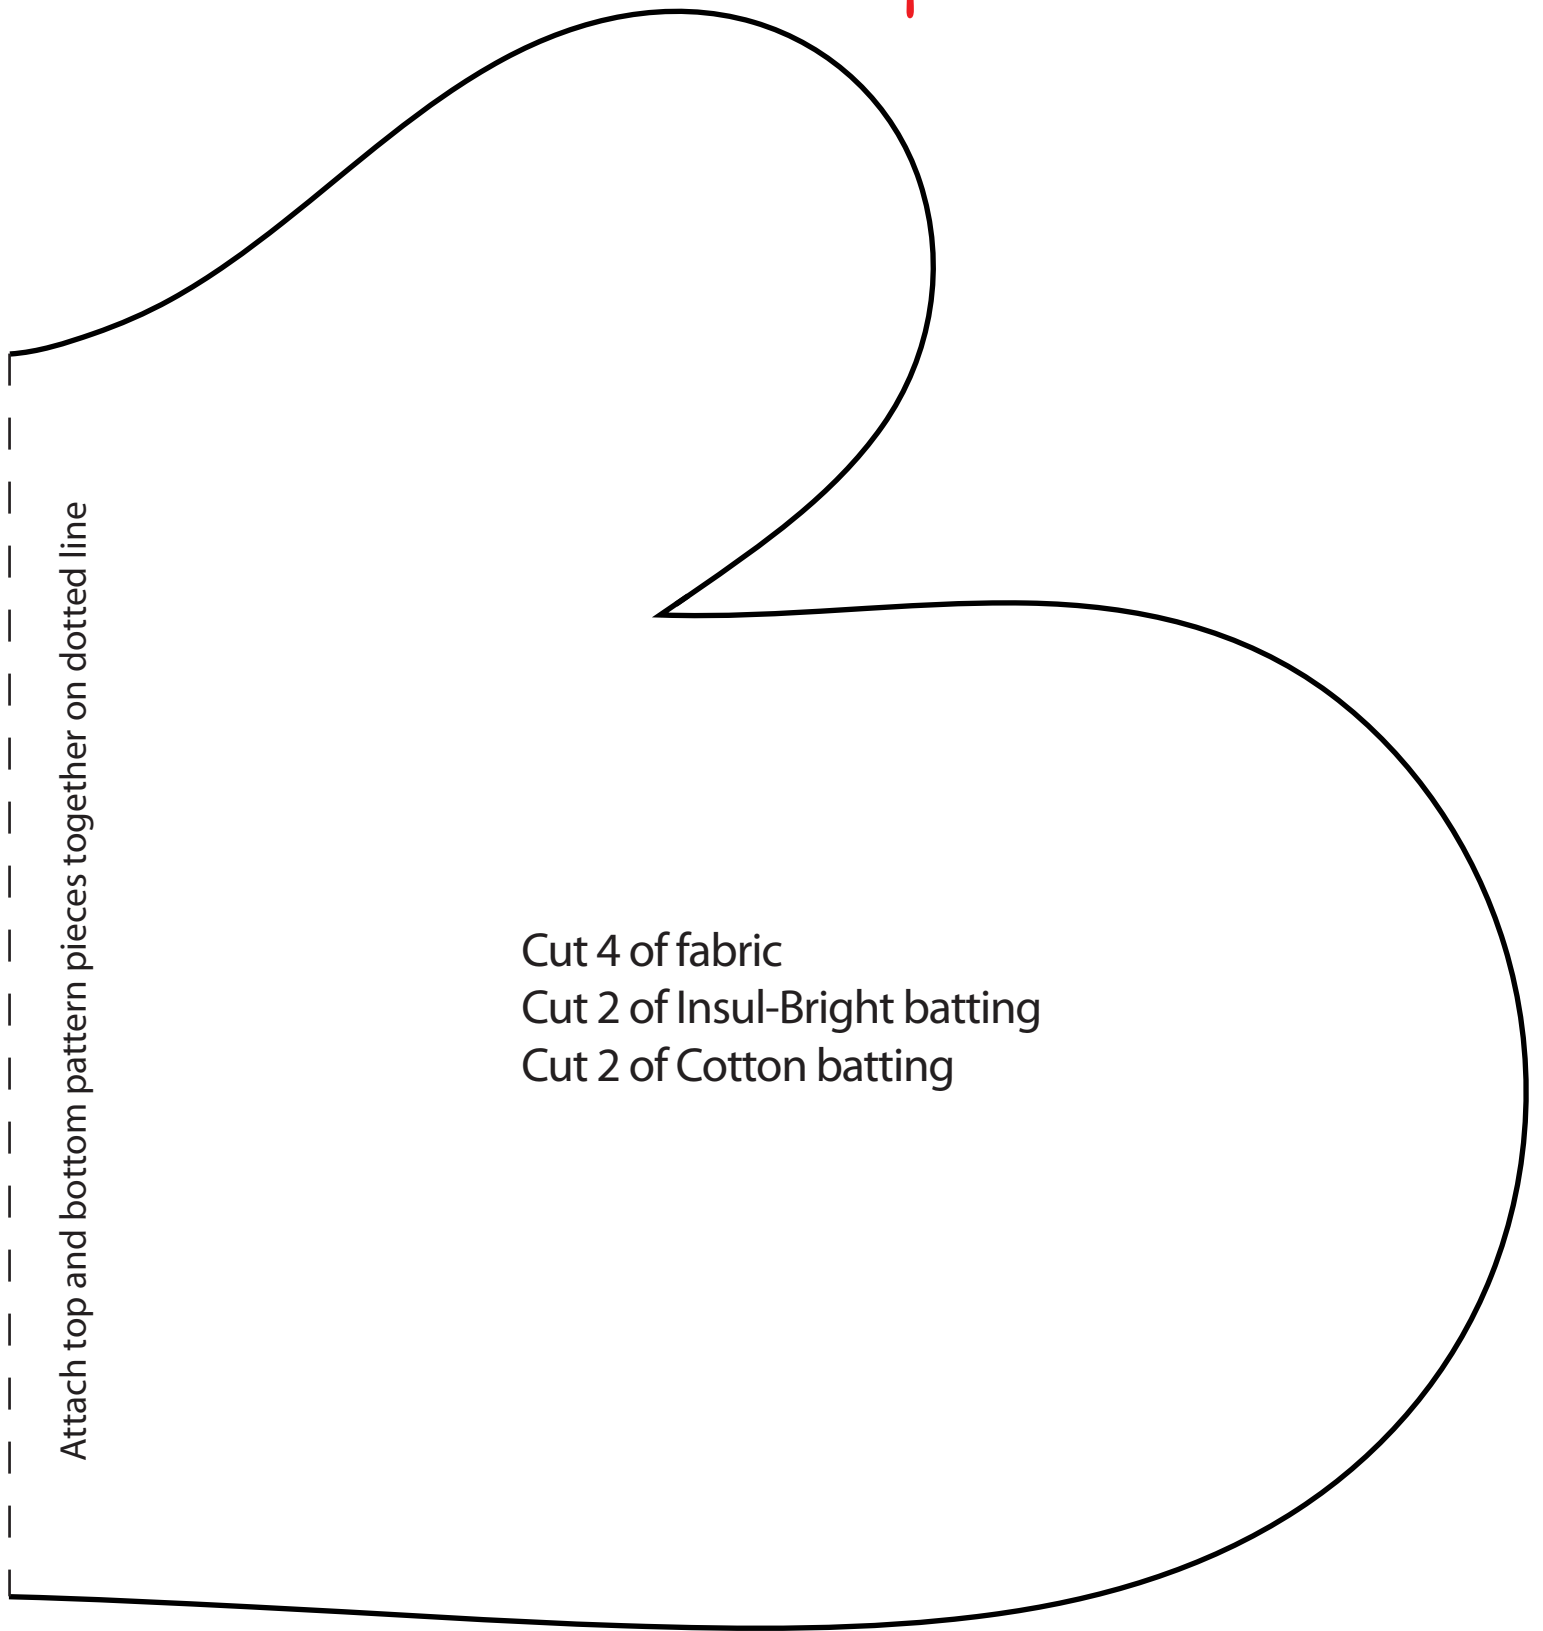 Attach top and bottom pattern pieces together on dotted line
Cut 4 of fabric
Cut 2 of Insul-Bright batting
Cut 2 of Cotton batting